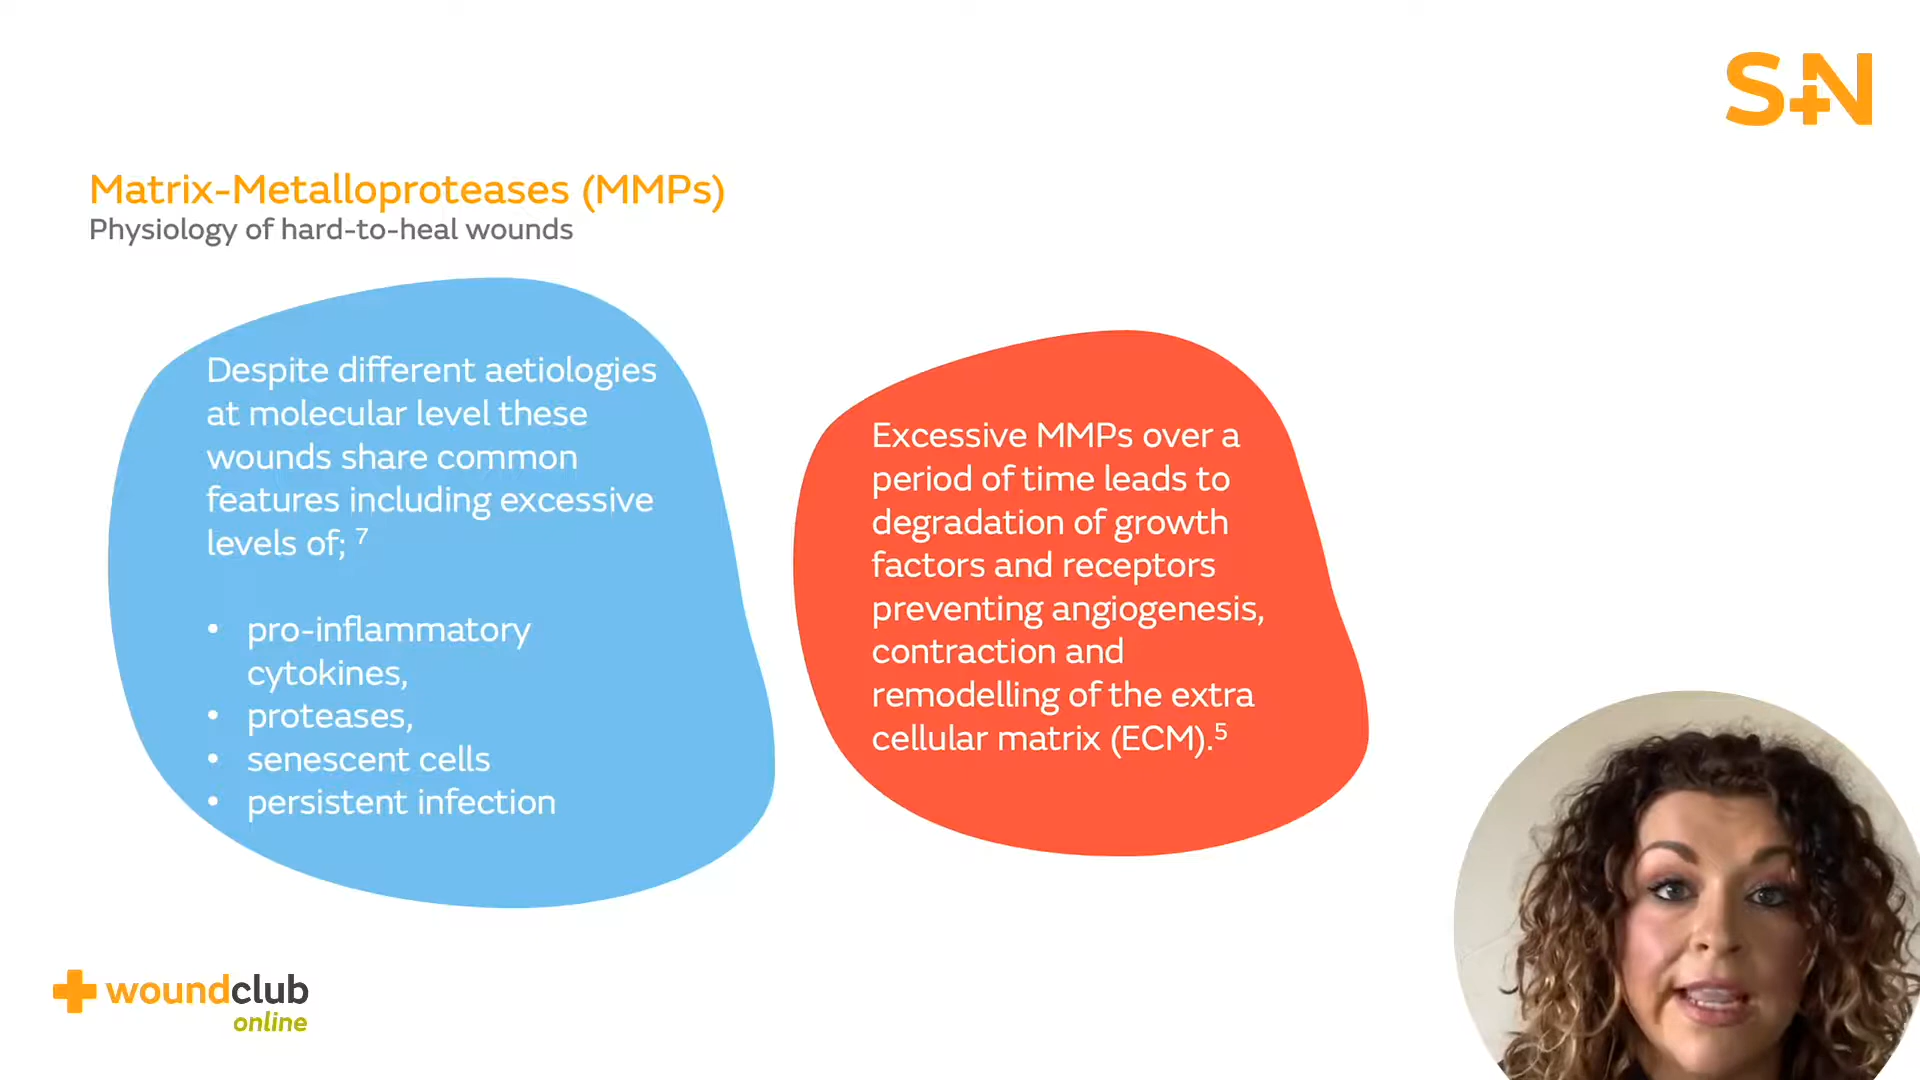 S+N
Matrix-Metalloproteases (MMPs)
Physiology of hard-to-heal wounds
Despite different aetiologies
at molecular level these
wounds share common
features including excessive
levels of; 7
• pro-inflammatory
cytokines,
• proteases,
• senescent cells
• persistent infection
Excessive MMPs over a
period of time leads to
degradation of growth
factors and receptors
preventing angiogenesis,
contraction and
remodelling of the extra
cellular matrix (ECM).5
woundclub
online